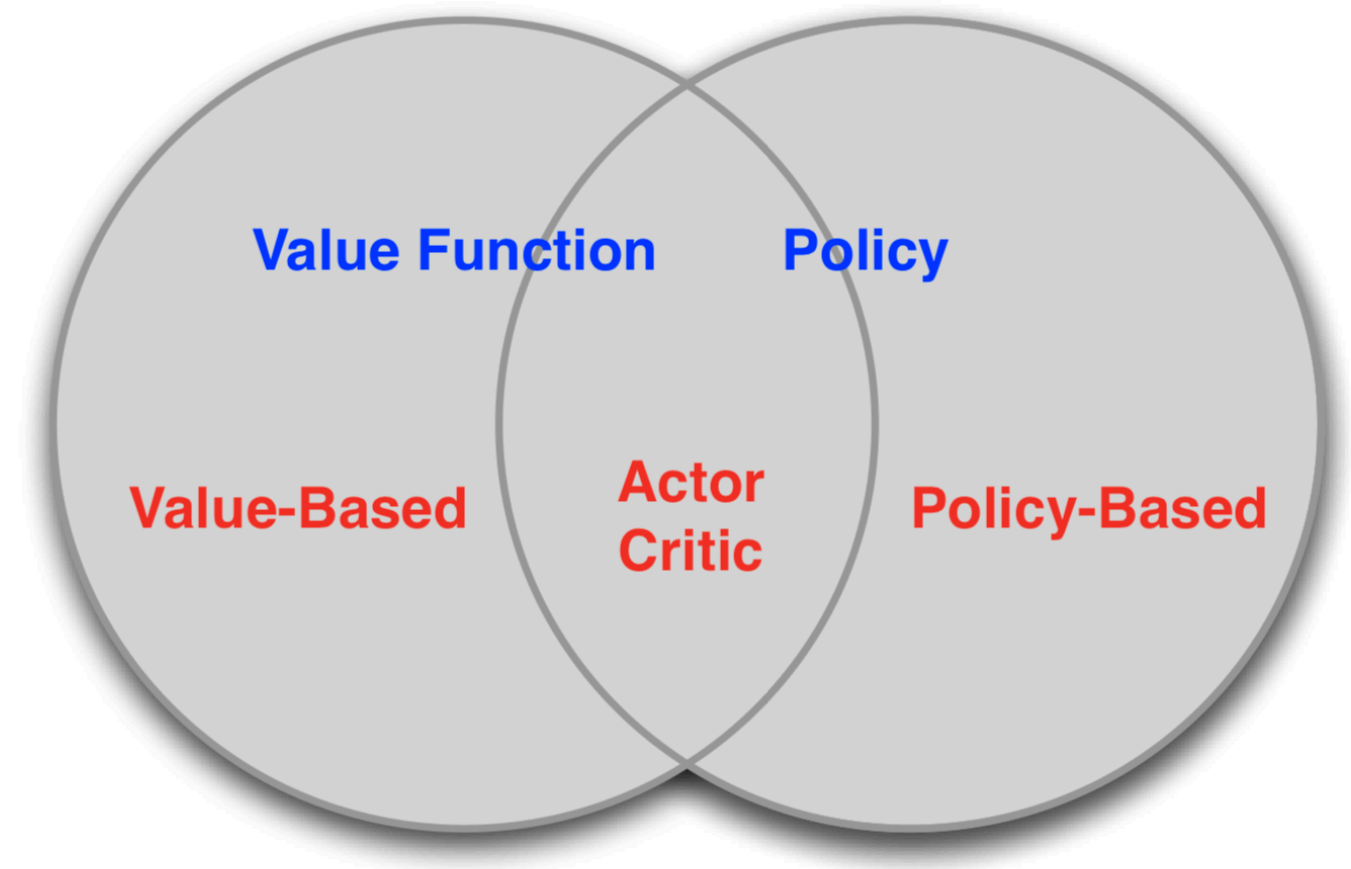 Value Function
Policy
Value-Based
Actor
Critic
Policy-Based